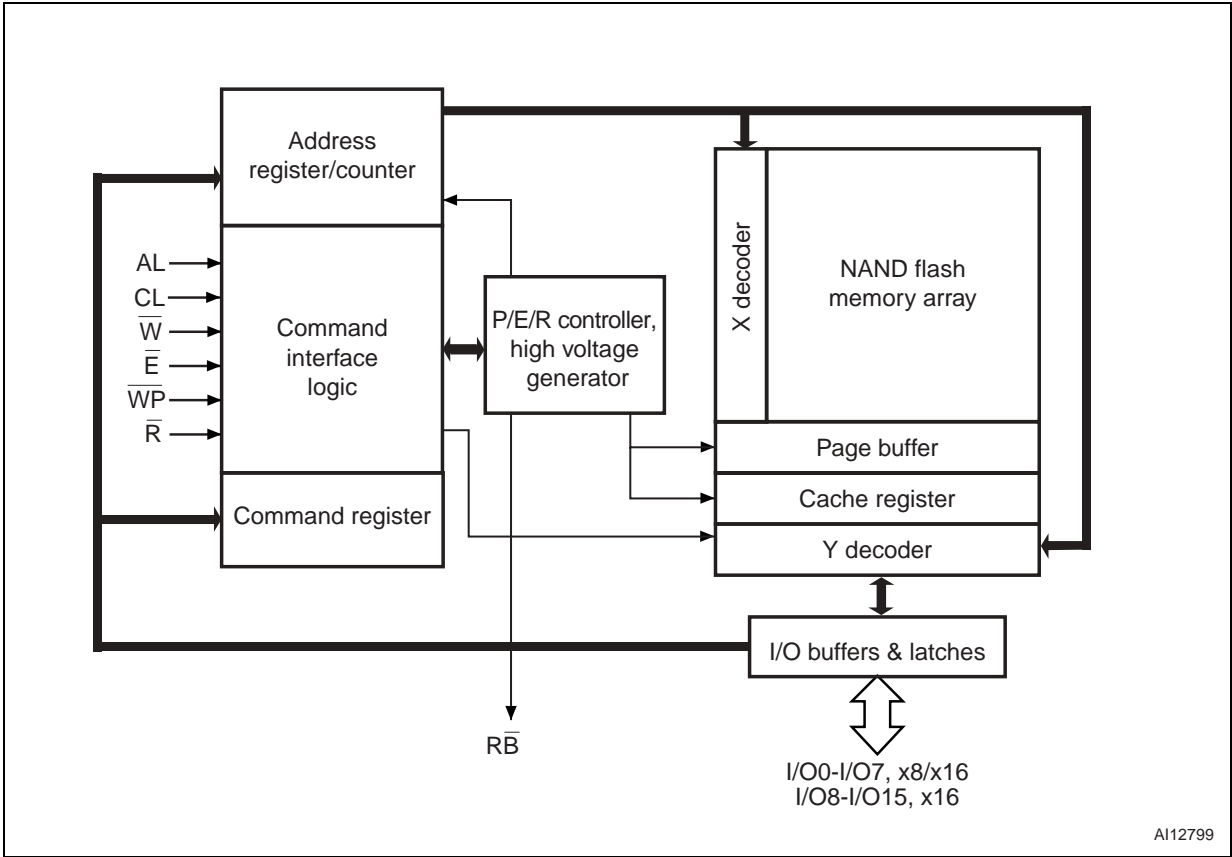 Address
register/counter
AL
CL
W̅
E̅
W̅P̅
R̅
Command
interface
logic
Command register
P/E/R controller,
high voltage
generator
X decoder
NAND flash
memory array
Page buffer
Cache register
Y decoder
I/O buffers & latches
RB̅
I/O0-I/O7, x8/x16
I/O8-I/O15, x16
AI12799